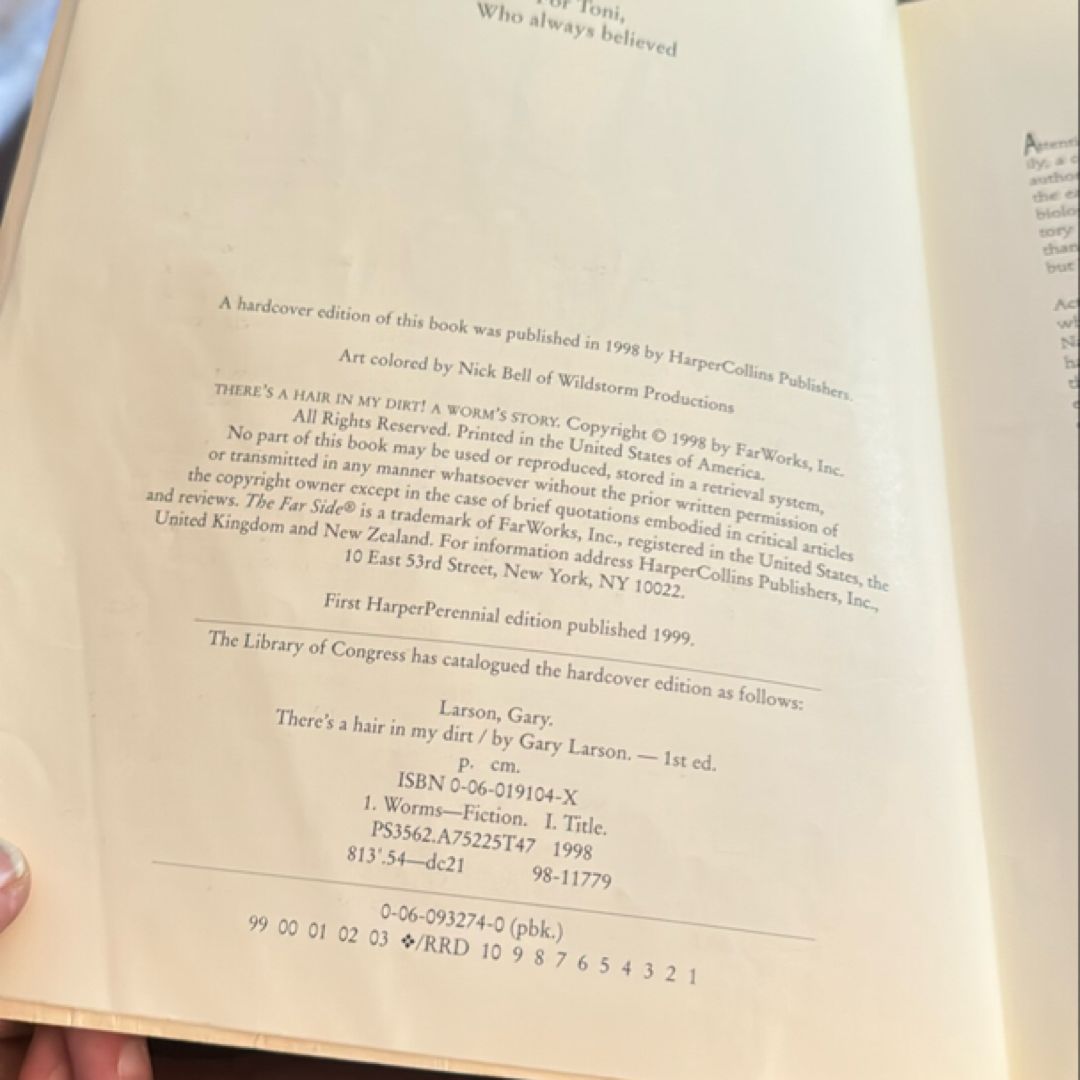 For Toni,
Who always believed
A hardcover edition of this book was published in 1998 by HarperCollins Publishers.
Art colored by Nick Bell of Wildstorm Productions
THERE'S A HAIR IN MY DIRT! A WORM'S STORY. Copyright © 1998 by FarWorks, Inc.
All Rights Reserved. Printed in the United States of America.
No part of this book may be used or reproduced, stored in a retrieval system,
or transmitted in any manner whatsoever without the prior written permission of
the copyright owner except in the case of brief quotations embodied in critical articles
and reviews. The Far Side® is a trademark of FarWorks, Inc., registered in the United States, the
United Kingdom and New Zealand. For information address HarperCollins Publishers, Inc.,
10 East 53rd Street, New York, NY 10022.
First HarperPerennial edition published 1999.
The Library of Congress has catalogued the hardcover edition as follows:
Larson, Gary.
There's a hair in my dirt / by Gary Larson. — 1st ed.
p. cm.
ISBN 0-06-019104-X
1. Worms—Fiction. I. Title.
PS3562.A75225T47 1998
813'.54—dc21 98-11779
0-06-093274-0 (pbk.)
99 00 01 02 03 ❖/RRD 10 9 8 7 6 5 4 3 2 1
the
tory
than
but